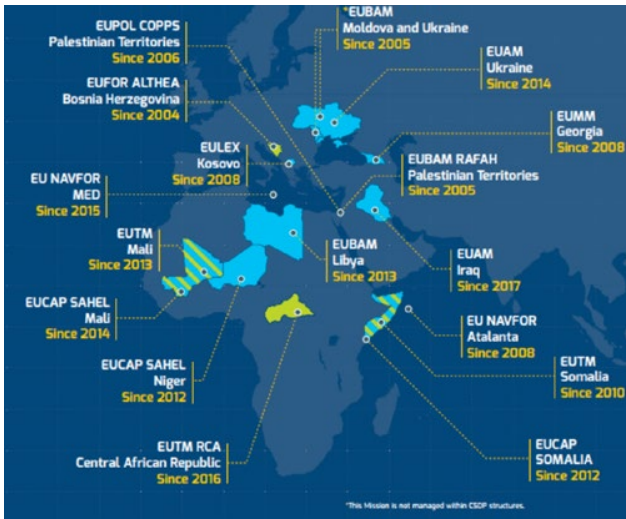 EUPOL COPPS
Palestinian Territories
Since 2006
*EUBAM
Moldova and Ukraine
Since 2005
EUAM
Ukraine
Since 2014
EUFOR ALTHEA
Bosnia Herzegovina
Since 2004
EUMM
Georgia
Since 2008
EULEX
Kosovo
Since 2008
EUBAM RAFAH
Palestinian Territories
Since 2005
EU NAVFOR
MED
Since 2015
EUTM
Mali
Since 2013
EUBAM
Libya
Since 2013
EUAM
Iraq
Since 2017
EUCAP SAHEL
Mali
Since 2014
EU NAVFOR
Atalanta
Since 2008
EUCAP SAHEL
Niger
Since 2012
EUTM
Somalia
Since 2010
EUTM RCA
Central African Republic
Since 2016
EUCAP
SOMALIA
Since 2012
*This Mission is not managed within CSDP structures.